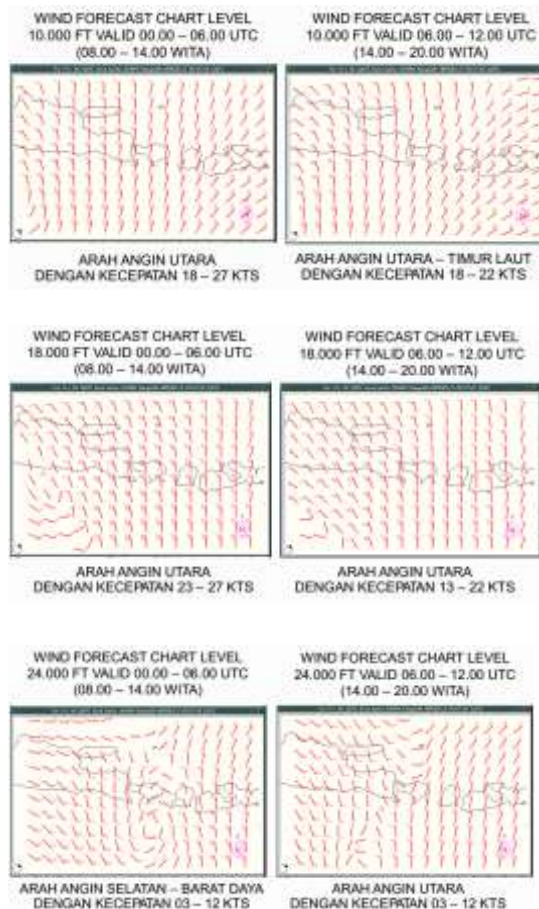 WIND FORECAST CHART LEVEL
10.000 FT VALID 00.00 – 06.00 UTC
(08.00 – 14.00 WITA)
WIND FORECAST CHART LEVEL
10.000 FT VALID 06.00 – 12.00 UTC
(14.00 – 20.00 WITA)
ARAH ANGIN UTARA
DENGAN KECEPATAN 18 – 27 KTS
ARAH ANGIN UTARA – TIMUR LAUT
DENGAN KECEPATAN 18 – 22 KTS
WIND FORECAST CHART LEVEL
18.000 FT VALID 00.00 – 06.00 UTC
(08.00 – 14.00 WITA)
WIND FORECAST CHART LEVEL
18.000 FT VALID 06.00 – 12.00 UTC
(14.00 – 20.00 WITA)
ARAH ANGIN UTARA
DENGAN KECEPATAN 23 – 27 KTS
ARAH ANGIN UTARA
DENGAN KECEPATAN 13 – 22 KTS
WIND FORECAST CHART LEVEL
24.000 FT VALID 00.00 – 06.00 UTC
(08.00 – 14.00 WITA)
WIND FORECAST CHART LEVEL
24.000 FT VALID 06.00 – 12.00 UTC
(14.00 – 20.00 WITA)
ARAH ANGIN SELATAN – BARAT DAYA
DENGAN KECEPATAN 03 – 12 KTS
ARAH ANGIN UTARA
DENGAN KECEPATAN 03 – 12 KTS